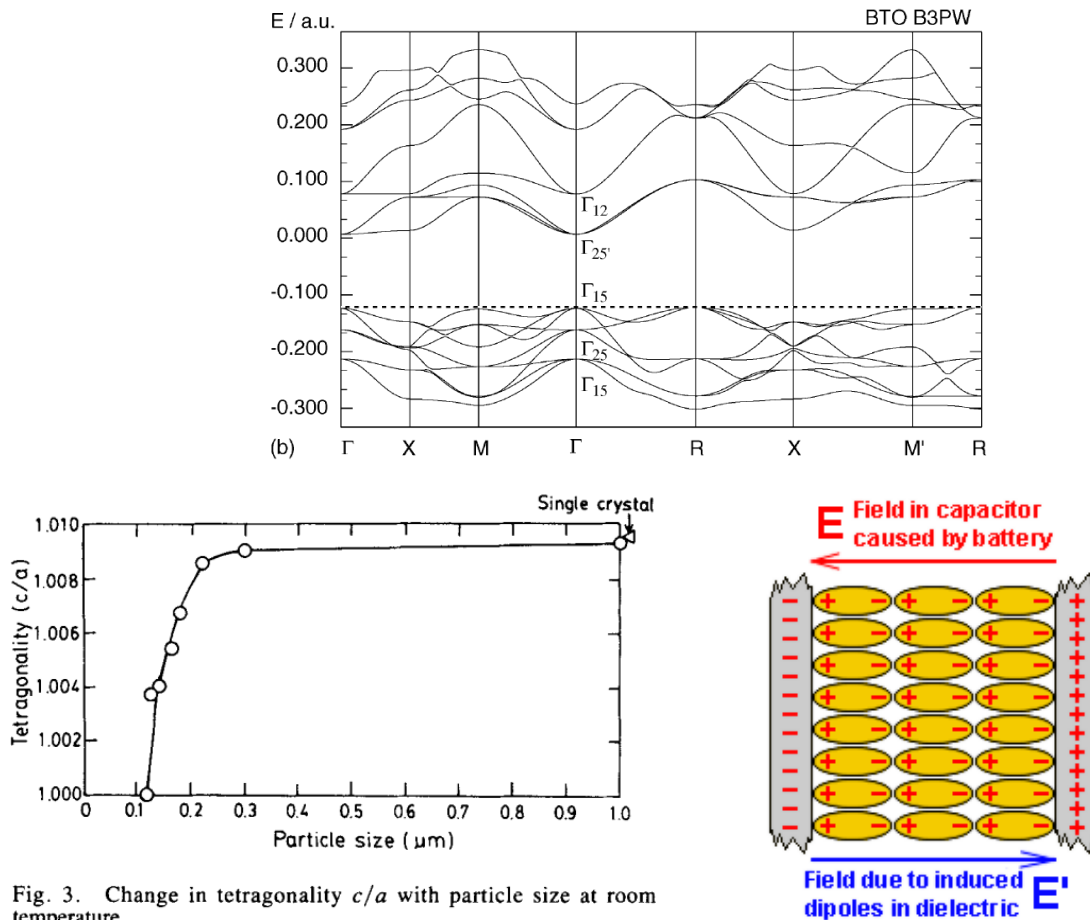 E / a.u.
BTO B3PW
0.300
0.200
0.100
0.000
-0.100
-0.200
-0.300
Γ12
Γ25'
Γ15
Γ25
Γ15
(b) Γ X M Γ R X M' R
Single crystal
1.010
1.008
1.006
1.004
1.002
1.000
Tetragonality (c/a)
0 0.1 0.2 0.3 0.4 0.5 0.6 0.7 0.8 0.9 1.0
Particle size (μm)
Fig. 3. Change in tetragonality c/a with particle size at room
temperature
E Field in capacitor
caused by battery
Field due to induced
dipoles in dielectric E'